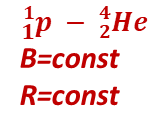 ¹₁p − ⁴₂He
B=const
R=const